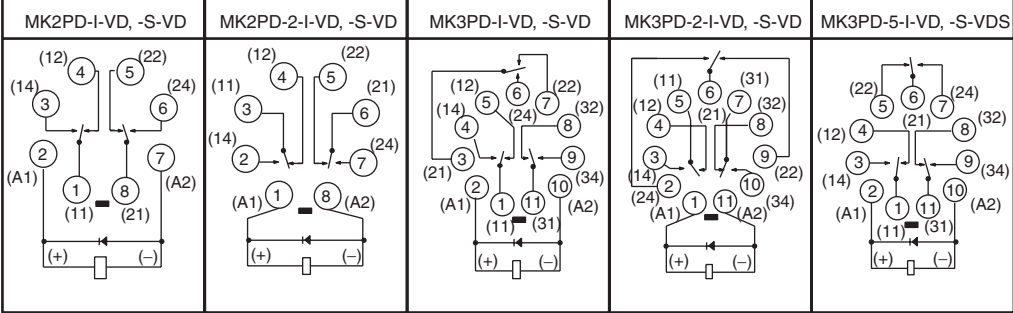 MK2PD-I-VD, -S-VD
MK2PD-2-I-VD, -S-VD
MK3PD-I-VD, -S-VD
MK3PD-2-I-VD, -S-VD
MK3PD-5-I-VD, -S-VDS
(12) (22)
4 5
(14) (24)
3 6
2 7
(A1) (A2)
1 8
(11) (21)
(+) (−)
(12) (22)
4 5
(11) (21)
3 6
(14) (24)
2 7
(A1) 1 8 (A2)
(+) (−)
(12) 6 (22)
5 7
(14) (24) (32)
4 8
3 9
(21) (34)
2 10
(A1) 1 11 (A2)
(11) (31)
(+) (−)
6
(11) (31)
5 7
(12) (21) (32)
4 8
3 9
(14) (22)
2 10
(24) (34)
(A1) 1 11 (A2)
(+) (−)
(22) 6 (24)
5 7
(12) (21) (32)
4 8
3 9
(14) (34)
2 10
(A1) 1 11 (A2)
(11) (31)
(+) (−)